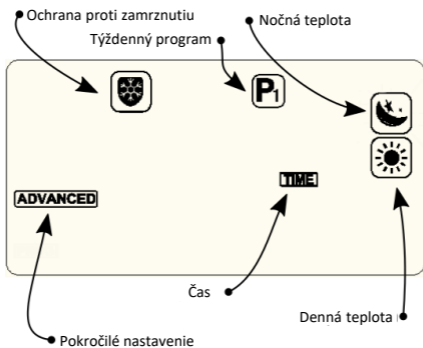 Ochrana proti zamrznutiu
Nočná teplota
Týždenný program
P1
TIME
ADVANCED
Čas
Denná teplota
Pokročilé nastavenie